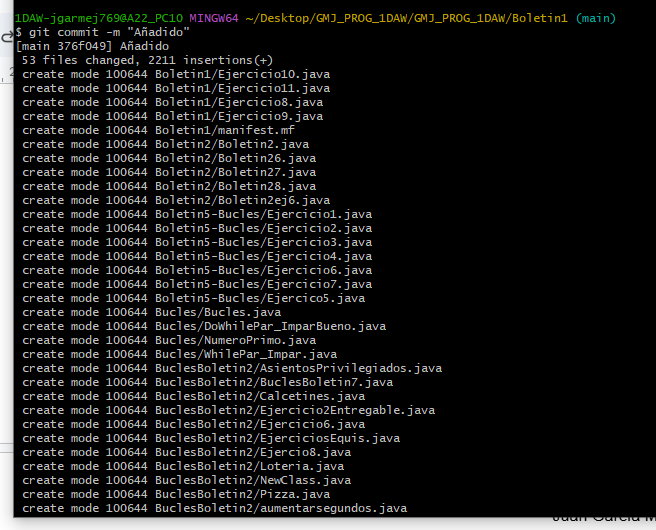 1DAW-jgarmej769@A22_PC10 MINGW64 ~/Desktop/GMJ_PROG_1DAW/GMJ_PROG_1DAW/Boletin1 (main)
$ git commit -m "Añadido"
[main 376f049] Añadido
 53 files changed, 2211 insertions(+)
 create mode 100644 Boletin1/Ejercicio10.java
 create mode 100644 Boletin1/Ejercicio11.java
 create mode 100644 Boletin1/Ejercicio8.java
 create mode 100644 Boletin1/Ejercicio9.java
 create mode 100644 Boletin1/manifest.mf
 create mode 100644 Boletin2/Boletin2.java
 create mode 100644 Boletin2/Boletin26.java
 create mode 100644 Boletin2/Boletin27.java
 create mode 100644 Boletin2/Boletin28.java
 create mode 100644 Boletin2/Boletin2ej6.java
 create mode 100644 Boletin5-Bucles/Ejercicio1.java
 create mode 100644 Boletin5-Bucles/Ejercicio2.java
 create mode 100644 Boletin5-Bucles/Ejercicio3.java
 create mode 100644 Boletin5-Bucles/Ejercicio4.java
 create mode 100644 Boletin5-Bucles/Ejercicio6.java
 create mode 100644 Boletin5-Bucles/Ejercicio7.java
 create mode 100644 Boletin5-Bucles/Ejercico5.java
 create mode 100644 Bucles/Bucles.java
 create mode 100644 Bucles/DoWhilePar_ImparBueno.java
 create mode 100644 Bucles/NumeroPrimo.java
 create mode 100644 Bucles/WhilePar_Impar.java
 create mode 100644 BuclesBoletin2/AsientosPrivilegiados.java
 create mode 100644 BuclesBoletin2/BuclesBoletin7.java
 create mode 100644 BuclesBoletin2/Calcetines.java
 create mode 100644 BuclesBoletin2/Ejercicio2Entregable.java
 create mode 100644 BuclesBoletin2/Ejercicio6.java
 create mode 100644 BuclesBoletin2/EjerciciosEquis.java
 create mode 100644 BuclesBoletin2/Ejercio8.java
 create mode 100644 BuclesBoletin2/Loteria.java
 create mode 100644 BuclesBoletin2/NewClass.java
 create mode 100644 BuclesBoletin2/Pizza.java
 create mode 100644 BuclesBoletin2/aumentarsegundos.java